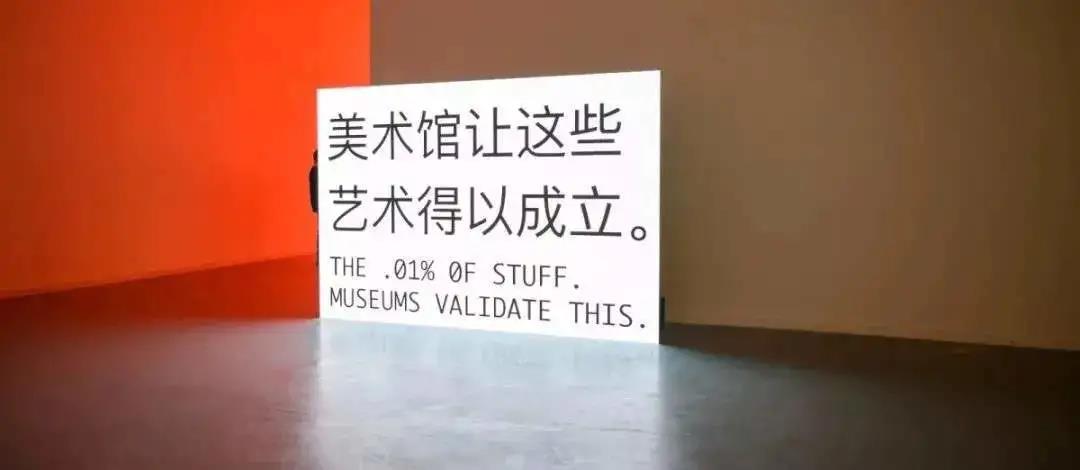 美术馆让这些
艺术得以成立。
THE .01% OF STUFF.
MUSEUMS VALIDATE THIS.